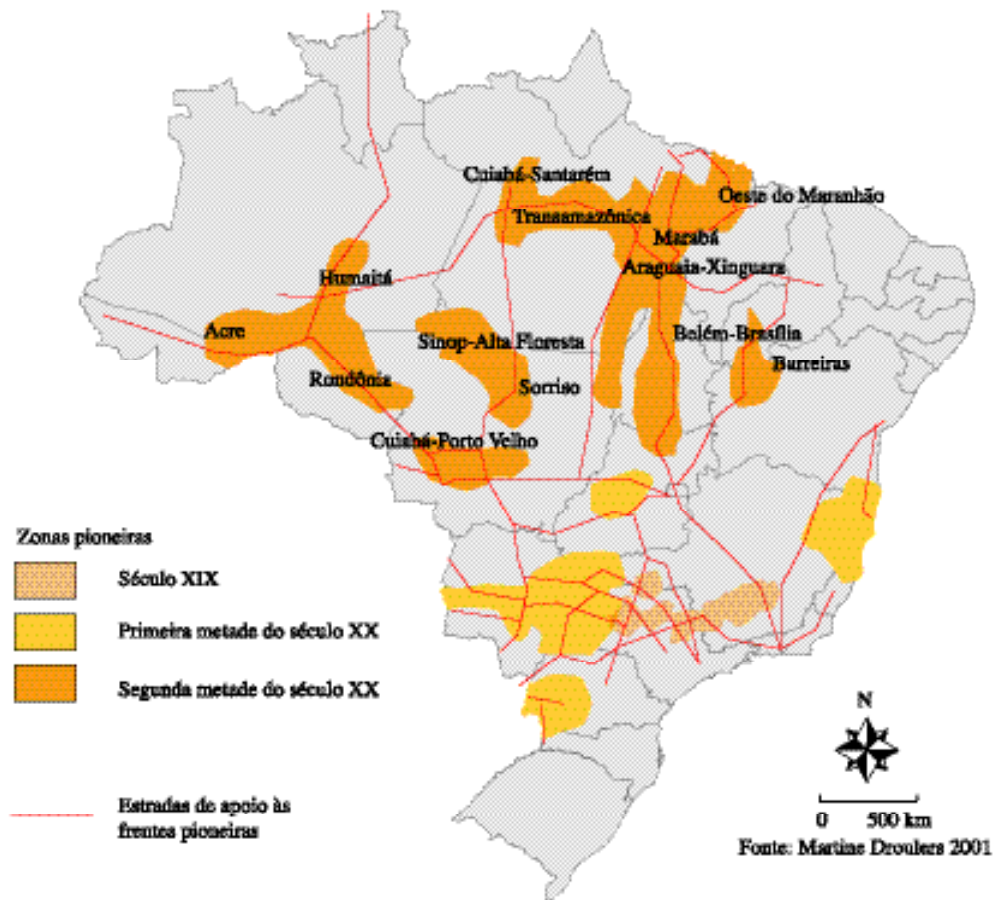 Cuiabá-Santarém
Oeste do Maranhão
Transamazônica
Marabá
Araguaia-Xinguara
Humaitá
Acre
Sinop-Alta Floresta
Belém-Brasília
Barreiras
Rondônia
Sorriso
Cuiabá-Porto Velho
Zonas pioneiras
Século XIX
Primeira metade do século XX
Segunda metade do século XX
Estradas de apoio às
frentes pioneiras
N
0 500 km
Fonte: Martine Droulers 2001